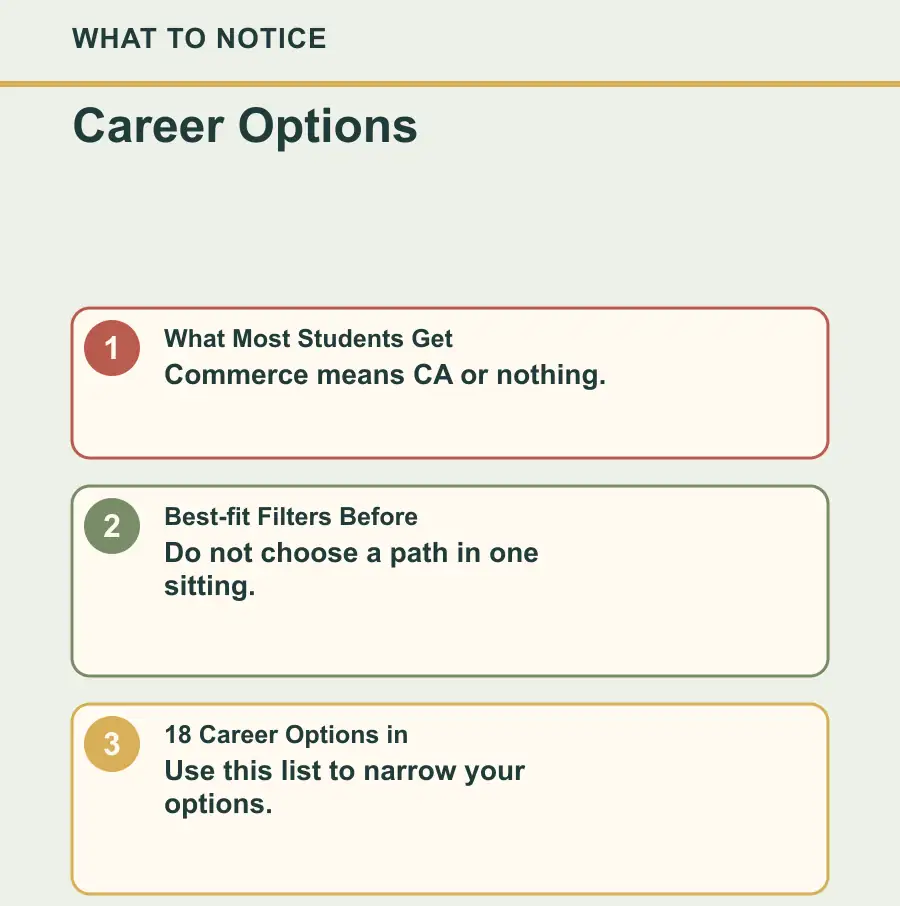 WHAT TO NOTICE
Career Options
1
What Most Students Get
Commerce means CA or nothing.
2
Best-fit Filters Before
Do not choose a path in one
sitting.
3
18 Career Options in
Use this list to narrow your
options.